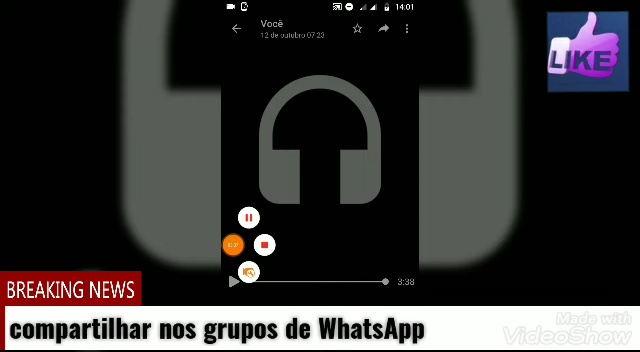 14:01
Você
12 de outubro 07 23
LIKE
3:38
BREAKING NEWS
compartilhar nos grupos de WhatsApp
Made with
VideoShow